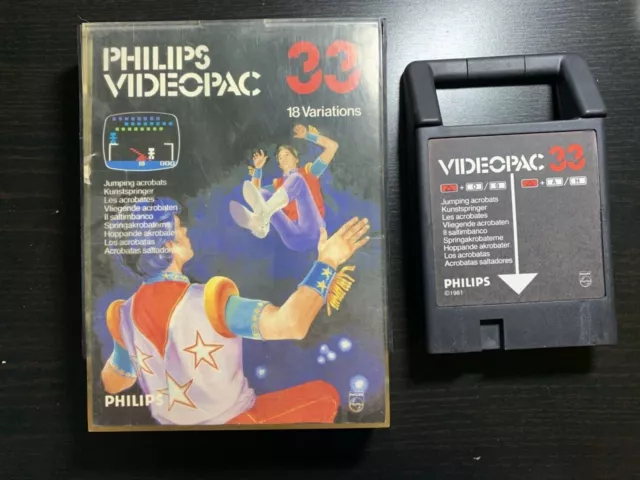 PHILIPS
VIDEOPAC 33
18 Variations
Jumping acrobats
Kunstspringer
Les acrobates
Vliegende acrobaten
Il saltimbanco
Springakrobaterne
Hoppande akrobaten
Los acrobatas
Acrobatas saltadores
PHILIPS
VIDEOPAC 33
Jumping acrobats
Kunstspringer
Les acrobates
Vliegende acrobaten
Il saltimbanco
Springakrobaterne
Hoppande akrobater
Los acrobatas
Acrobatas saltadores
PHILIPS
©1981